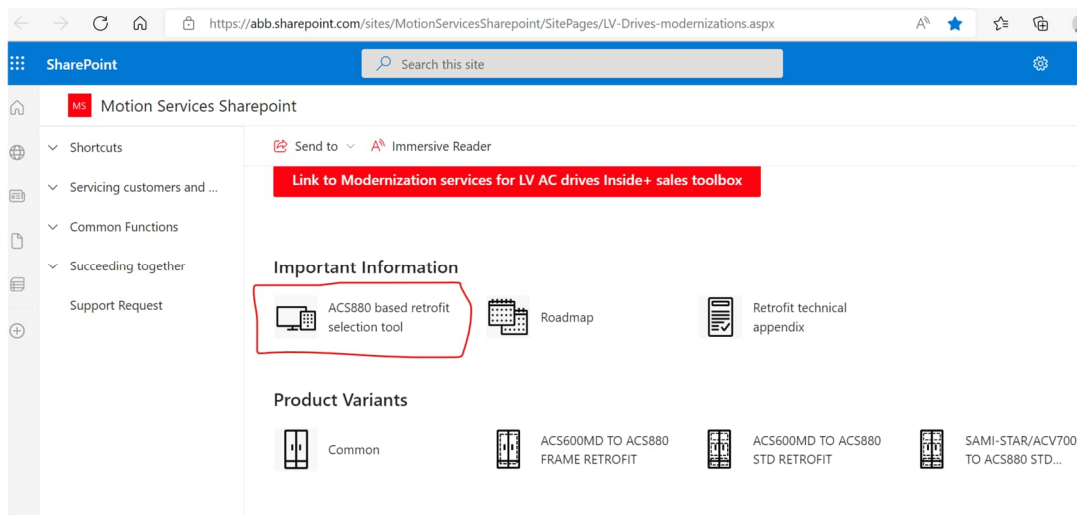 https://abb.sharepoint.com/sites/MotionServicesSharepoint/SitePages/LV-Drives-modernizations.aspx
SharePoint
Search this site
MS Motion Services Sharepoint
Shortcuts
Servicing customers and ...
Common Functions
Succeeding together
Support Request
Send to
Immersive Reader
Link to Modernization services for LV AC drives Inside+ sales toolbox
Important Information
ACS880 based retrofit
selection tool
Roadmap
Retrofit technical
appendix
Product Variants
Common
ACS600MD TO ACS880
FRAME RETROFIT
ACS600MD TO ACS880
STD RETROFIT
SAMI-STAR/ACV700
TO ACS880 STD...